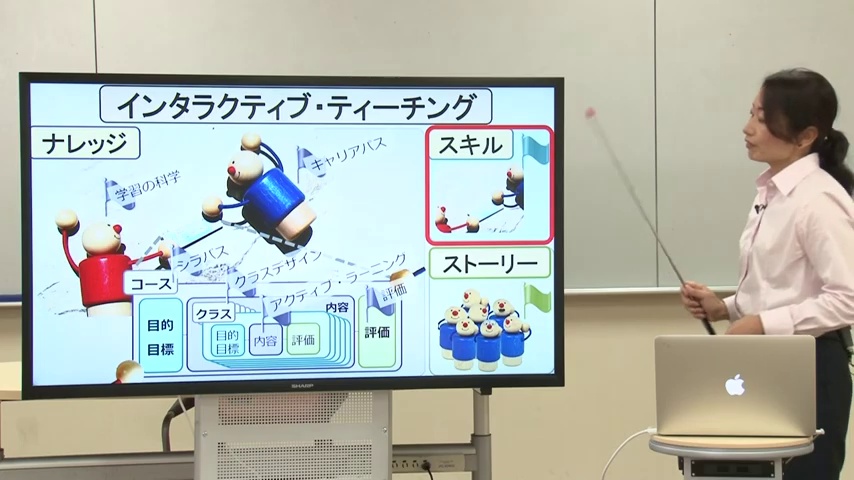 インタラクティブ・ティーチング
ナレッジ
スキル
キャリアパス
学習の科学
シラバス
クラスデザイン
アクティブ・ラーニング
評価
ストーリー
コース
目的
目標
クラス
内容
目的
目標
内容
評価
評価
SHARP